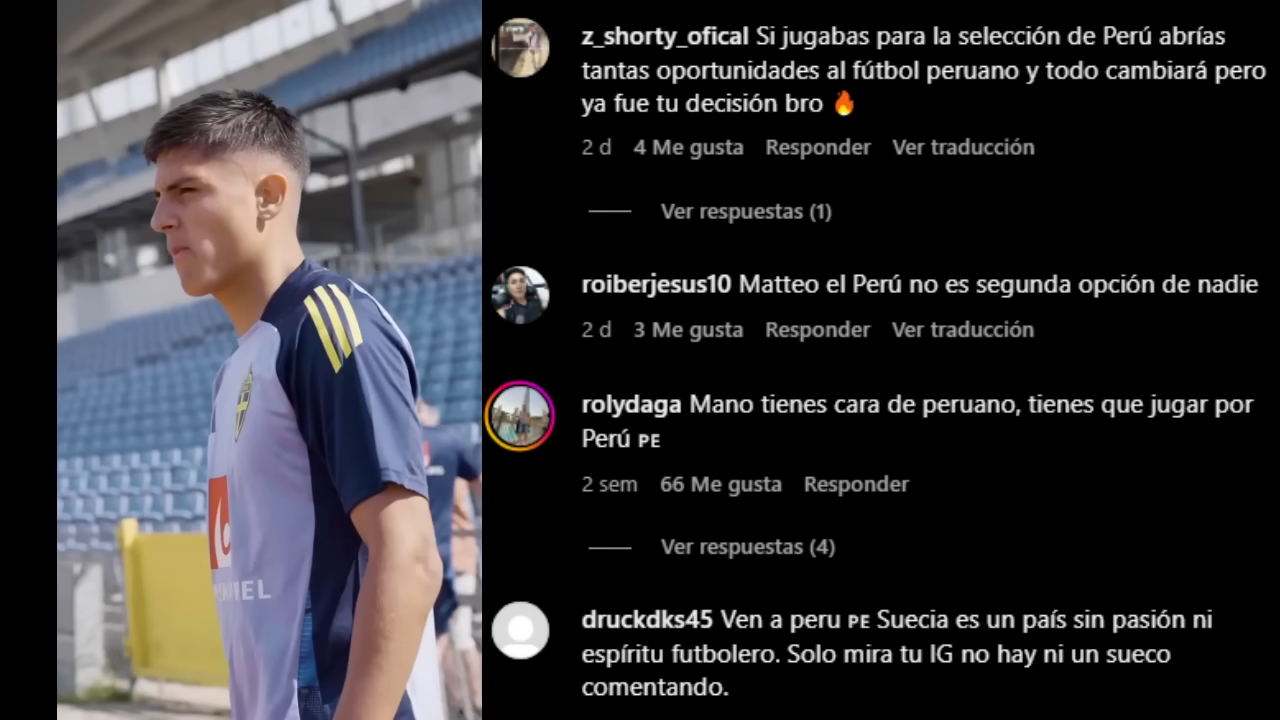 z_shorty_ofical Si jugabas para la selección de Perú abrías
tantas oportunidades al fútbol peruano y todo cambiará pero
ya fue tu decisión bro 🔥
2 d 4 Me gusta Responder Ver traducción
Ver respuestas (1)
roiberjesus10 Matteo el Perú no es segunda opción de nadie
2 d 3 Me gusta Responder Ver traducción
rolydaga Mano tienes cara de peruano, tienes que jugar por
Perú PE
2 sem 66 Me gusta Responder
Ver respuestas (4)
druckdks45 Ven a peru PE Suecia es un país sin pasión ni
espíritu futbolero. Solo mira tu IG no hay ni un sueco
comentando.